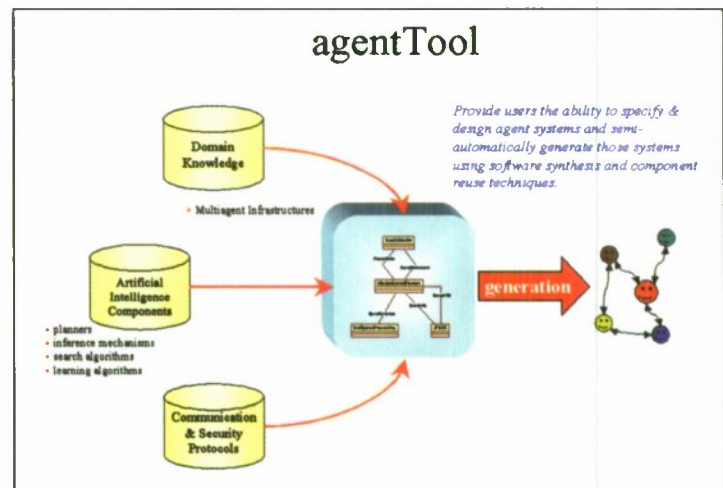 agentTool
Provide users the ability to specify &
design agent systems and semi-
automatically generate those systems
using software synthesis and component
reuse techniques.
Domain
Knowledge
• Multiagent Infrastructures
Artificial
Intelligence
Components
• planners
• inference mechanisms
• search algorithms
• learning algorithms
generation
Communication
& Security
Protocols